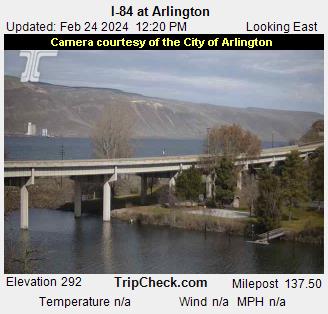 I-84 at Arlington
Updated: Feb 24 2024 12:20 PM Looking East
Camera courtesy of the City of Arlington
Elevation 292 TripCheck.com Milepost 137.50
Temperature n/a Wind n/a MPH n/a